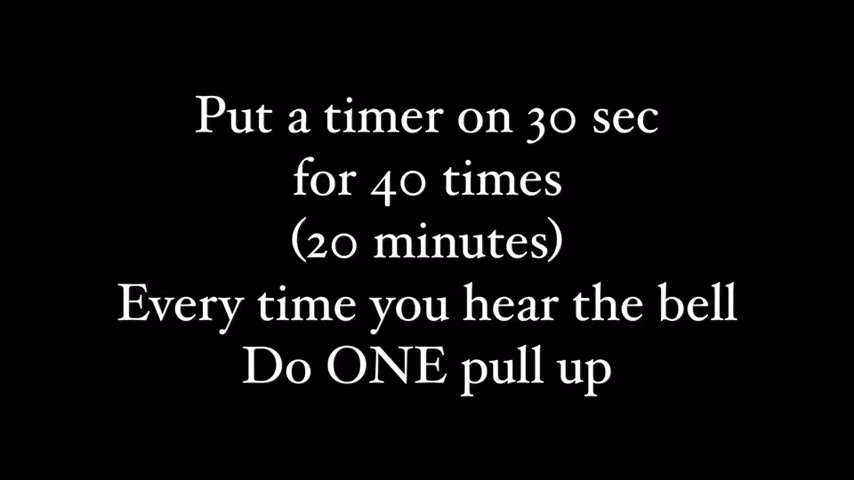 Put a timer on 30 sec
for 40 times
(20 minutes)
Every time you hear the bell
Do ONE pull up